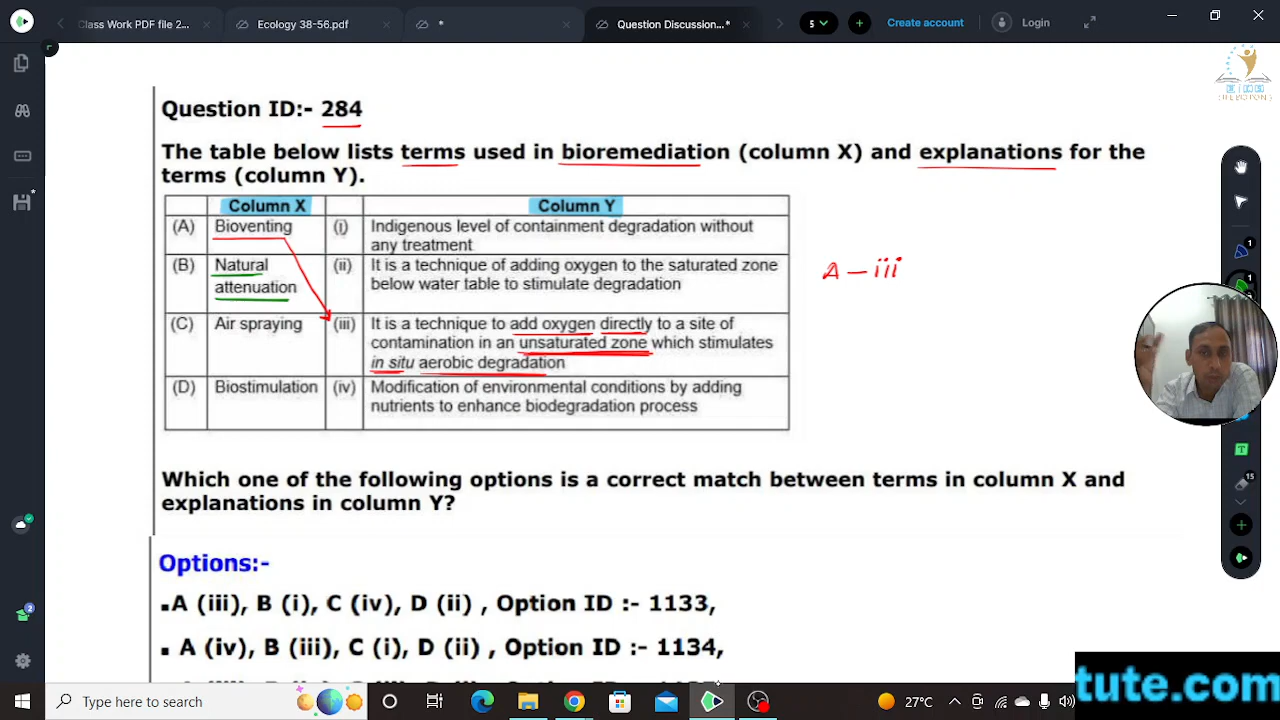 Class Work PDF file 2...
Ecology 38-56.pdf
*
Question Discussion...*
5
Create account
Login
Question ID:- 284
The table below lists terms used in bioremediation (column X) and explanations for the
terms (column Y).
Column X
Column Y
(A) Bioventing (i) Indigenous level of containment degradation without
any treatment
(B) Natural
attenuation
(ii) It is a technique of adding oxygen to the saturated zone
below water table to stimulate degradation
(C) Air spraying (iii) It is a technique to add oxygen directly to a site of
contamination in an unsaturated zone which stimulates
in situ aerobic degradation
(D) Biostimulation (iv) Modification of environmental conditions by adding
nutrients to enhance biodegradation process
A – iii
Which one of the following options is a correct match between terms in column X and
explanations in column Y?
Options:-
▪A (iii), B (i), C (iv), D (ii) , Option ID :- 1133,
▪ A (iv), B (iii), C (i), D (ii) , Option ID :- 1134,
1
1
T
15
2
tute.com
Type here to search
27°C